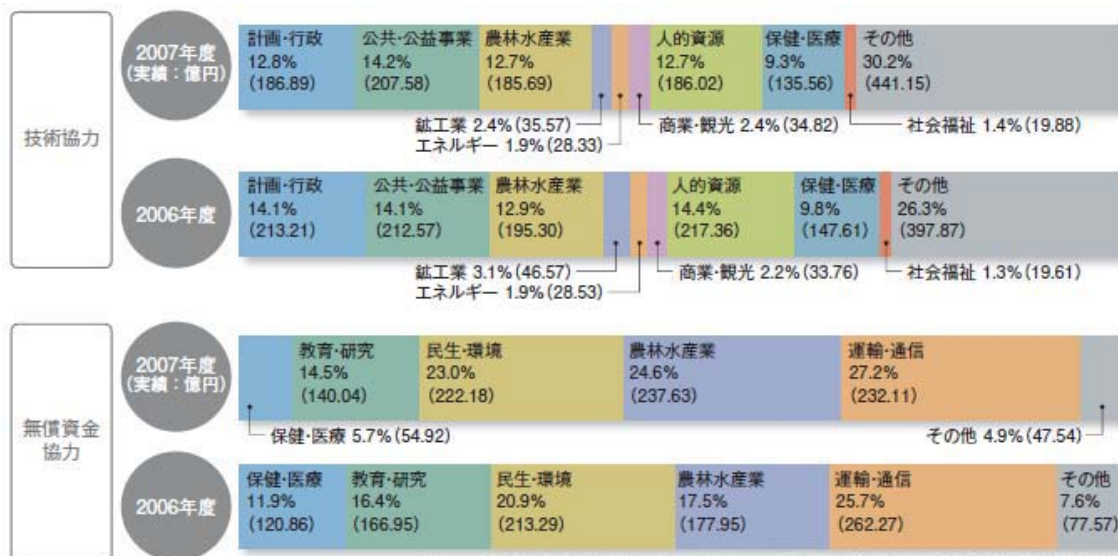 技術協力
2007年度
(実績：億円)
計画・行政
12.8%
(186.89)
公共・公益事業
14.2%
(207.58)
農林水産業
12.7%
(185.69)
人的資源
12.7%
(186.02)
保健・医療
9.3%
(135.56)
その他
30.2%
(441.15)
鉱工業 2.4%(35.57)
エネルギー 1.9%(28.33)
商業・観光 2.4%(34.82)
社会福祉 1.4%(19.88)
2006年度
計画・行政
14.1%
(213.21)
公共・公益事業
14.1%
(212.57)
農林水産業
12.9%
(195.30)
人的資源
14.4%
(217.36)
保健・医療
9.8%
(147.61)
その他
26.3%
(397.87)
鉱工業 3.1%(46.57)
エネルギー 1.9%(28.53)
商業・観光 2.2%(33.76)
社会福祉 1.3%(19.61)
無償資金
協力
2007年度
(実績：億円)
教育・研究
14.5%
(140.04)
民生・環境
23.0%
(222.18)
農林水産業
24.6%
(237.63)
運輸・通信
27.2%
(232.11)
保健・医療 5.7%(54.92)
その他 4.9%(47.54)
2006年度
保健・医療
11.9%
(120.86)
教育・研究
16.4%
(166.95)
民生・環境
20.9%
(213.29)
農林水産業
17.5%
(177.95)
運輸・通信
25.7%
(262.27)
その他
7.6%
(77.57)